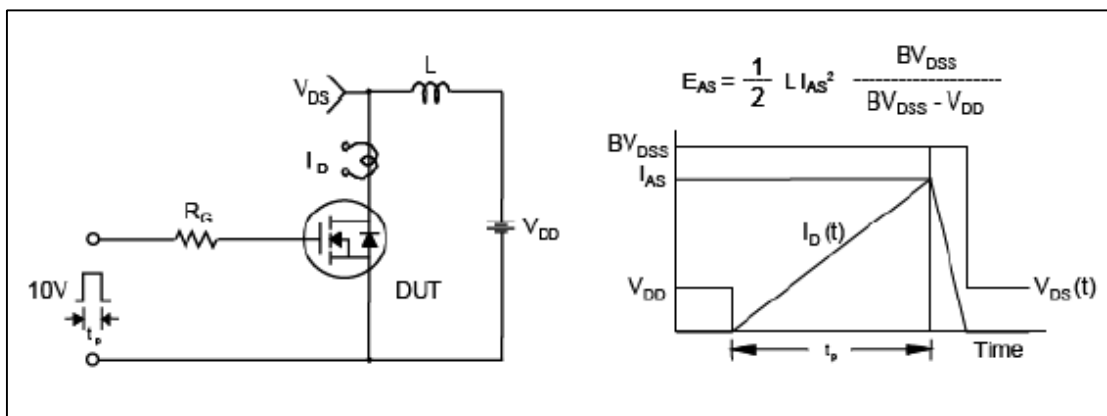 L
V_DS
I_D
R_G
V_DD
10V
DUT
t_p
E_AS = 1/2 L I_AS² BV_DSS / BV_DSS - V_DD
BV_DSS
I_AS
I_D (t)
V_DD
V_DS (t)
t_p
Time